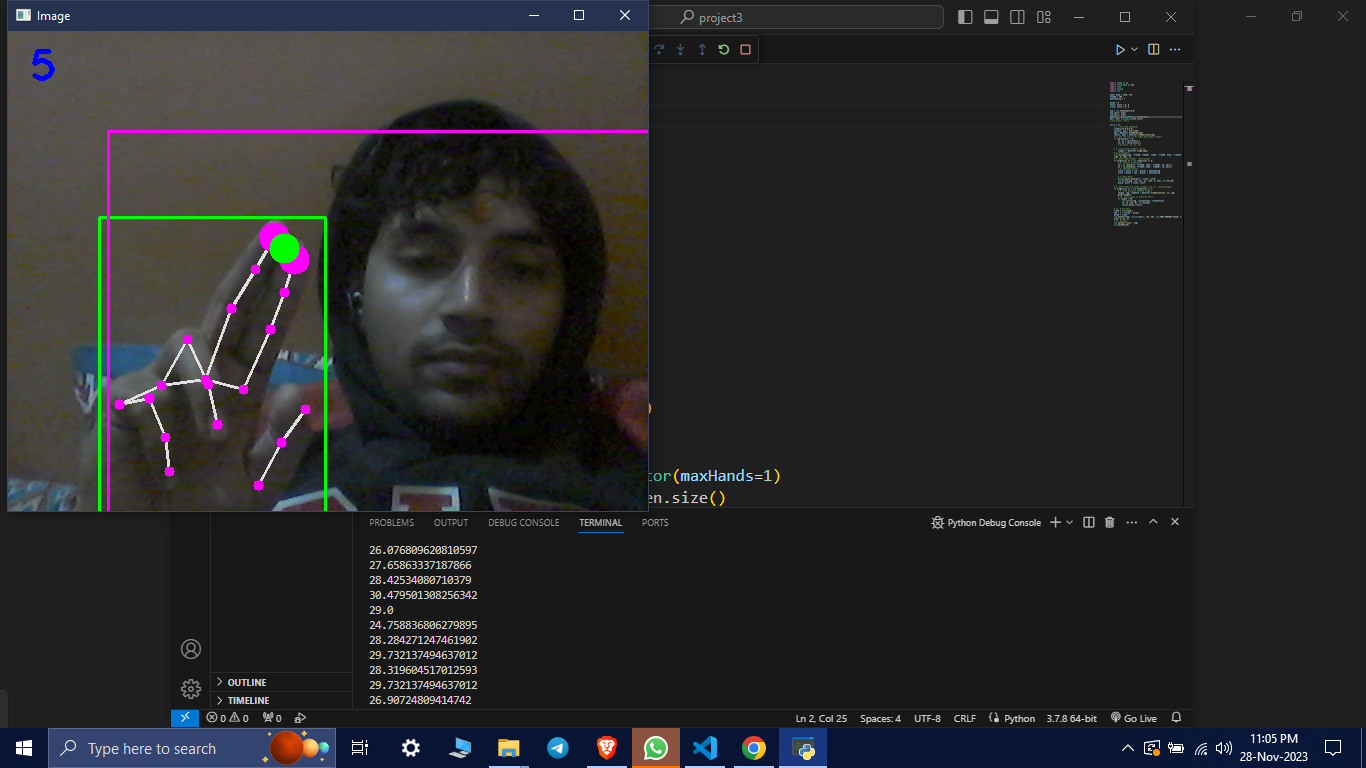 Image
project3
5
)
tor(maxHands=1)
en.size()
PROBLEMS OUTPUT DEBUG CONSOLE TERMINAL PORTS
Python Debug Console
26.076809620810597
27.65863337187866
28.42534080710379
30.479501308256342
29.0
24.758836806279895
28.284271247461902
29.732137494637012
28.319604517012593
29.732137494637012
26.90724809414742
OUTLINE
TIMELINE
0 0 0 Ln 2, Col 25 Spaces: 4 UTF-8 CRLF Python 3.7.8 64-bit Go Live
Type here to search
11:05 PM
28-Nov-2023